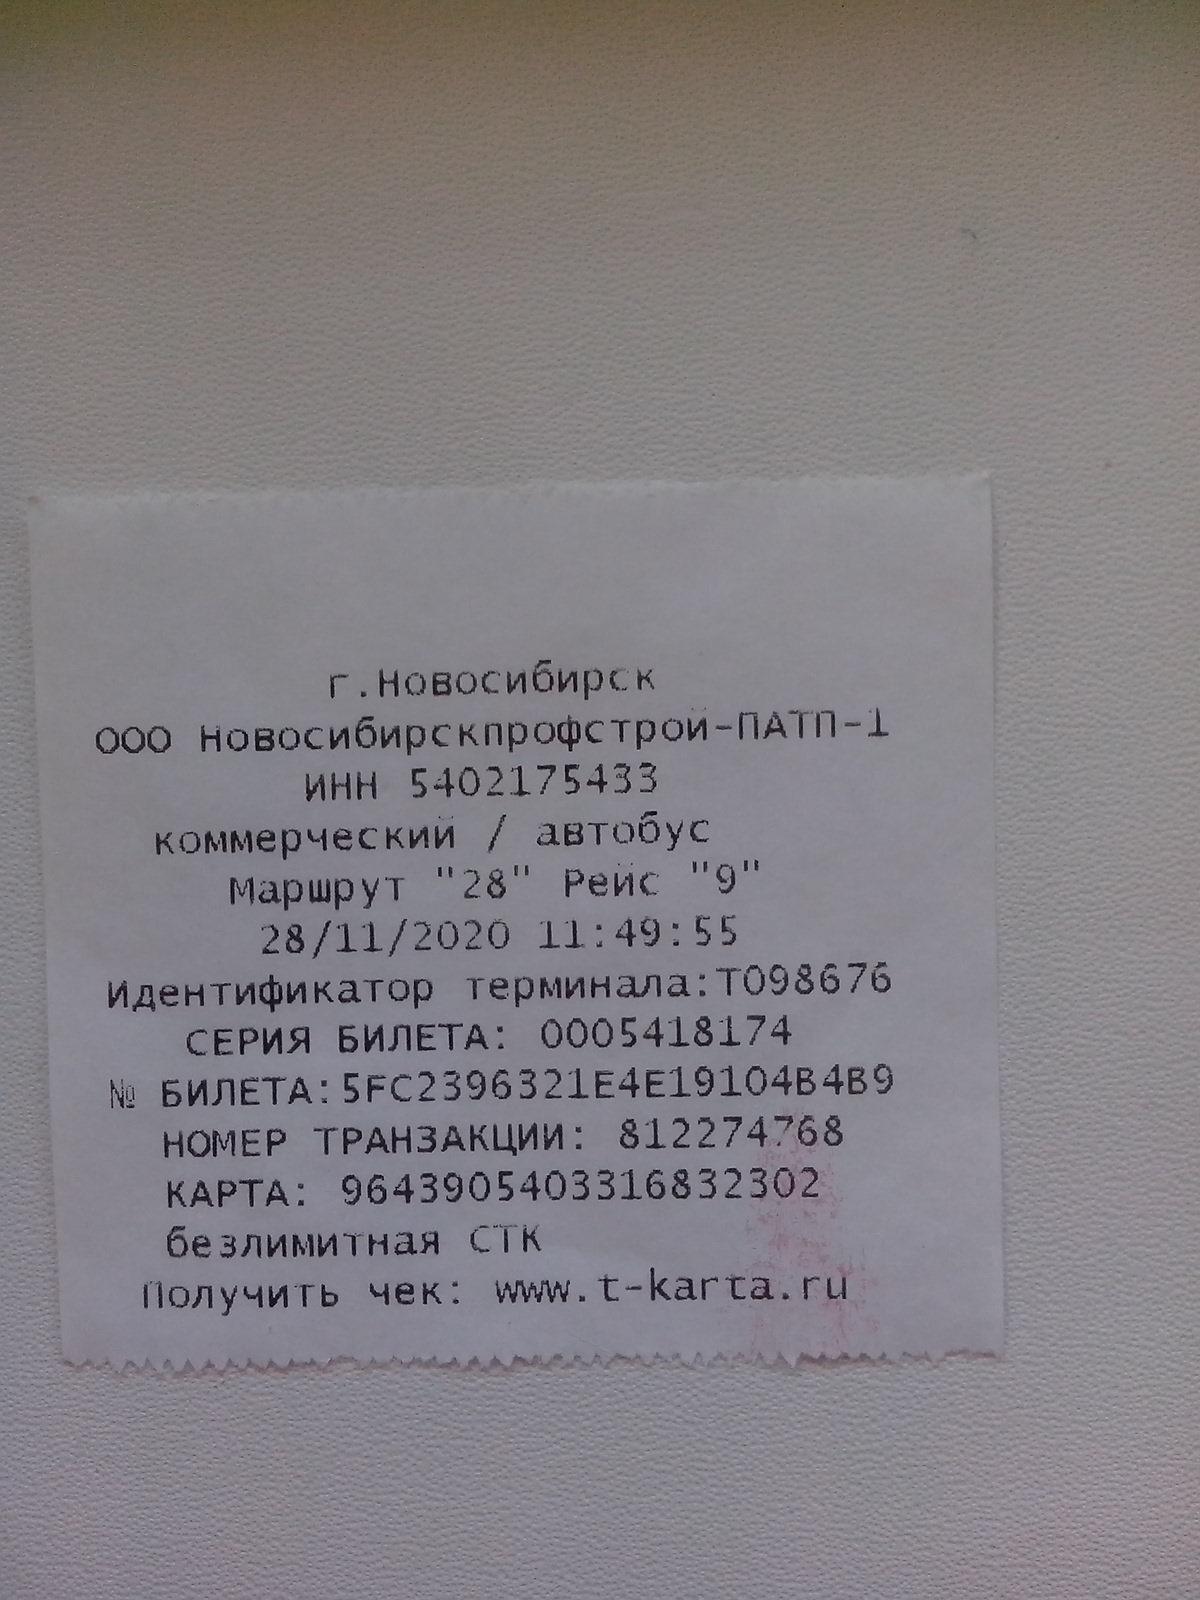 г.Новосибирск
ООО Новосибирскпрофстрой-ПАТП-1
ИНН 5402175433
коммерческий / автобус
Маршрут "28" Рейс "9"
28/11/2020 11:49:55
Идентификатор терминала:T098676
СЕРИЯ БИЛЕТА: 0005418174
№ БИЛЕТА:5FC2396321E4E19104B4B9
НОМЕР ТРАНЗАКЦИИ: 812274768
КАРТА: 9643905403316832302
безлимитная СТК
Получить чек: www.t-karta.ru